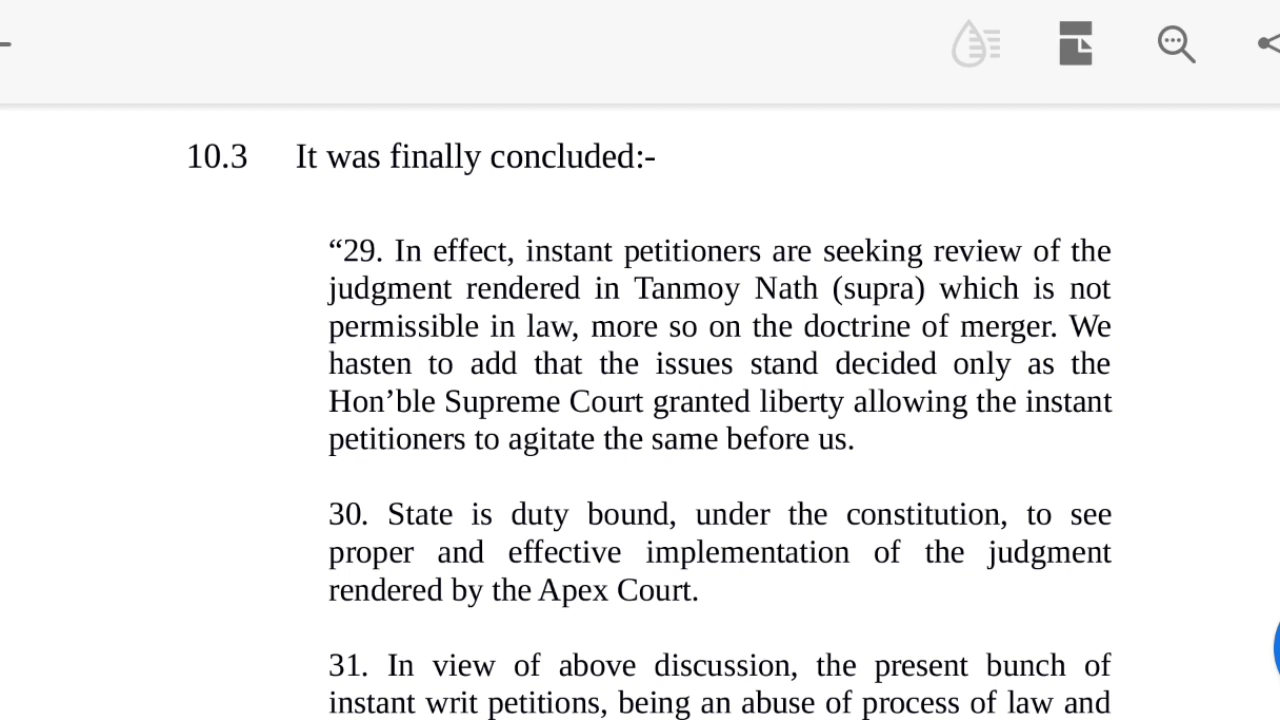 10.3 It was finally concluded:-
“29. In effect, instant petitioners are seeking review of the
judgment rendered in Tanmoy Nath (supra) which is not
permissible in law, more so on the doctrine of merger. We
hasten to add that the issues stand decided only as the
Hon’ble Supreme Court granted liberty allowing the instant
petitioners to agitate the same before us.
30. State is duty bound, under the constitution, to see
proper and effective implementation of the judgment
rendered by the Apex Court.
31. In view of above discussion, the present bunch of
instant writ petitions, being an abuse of process of law and